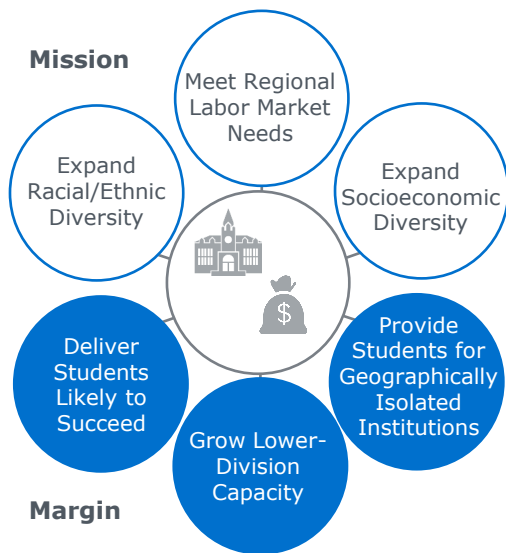 Mission
Meet Regional
Labor Market
Needs
Expand
Racial/Ethnic
Diversity
Expand
Socioeconomic
Diversity
$
Deliver
Students
Likely to
Succeed
Provide
Students for
Geographically
Isolated
Institutions
Grow Lower-
Division
Capacity
Margin